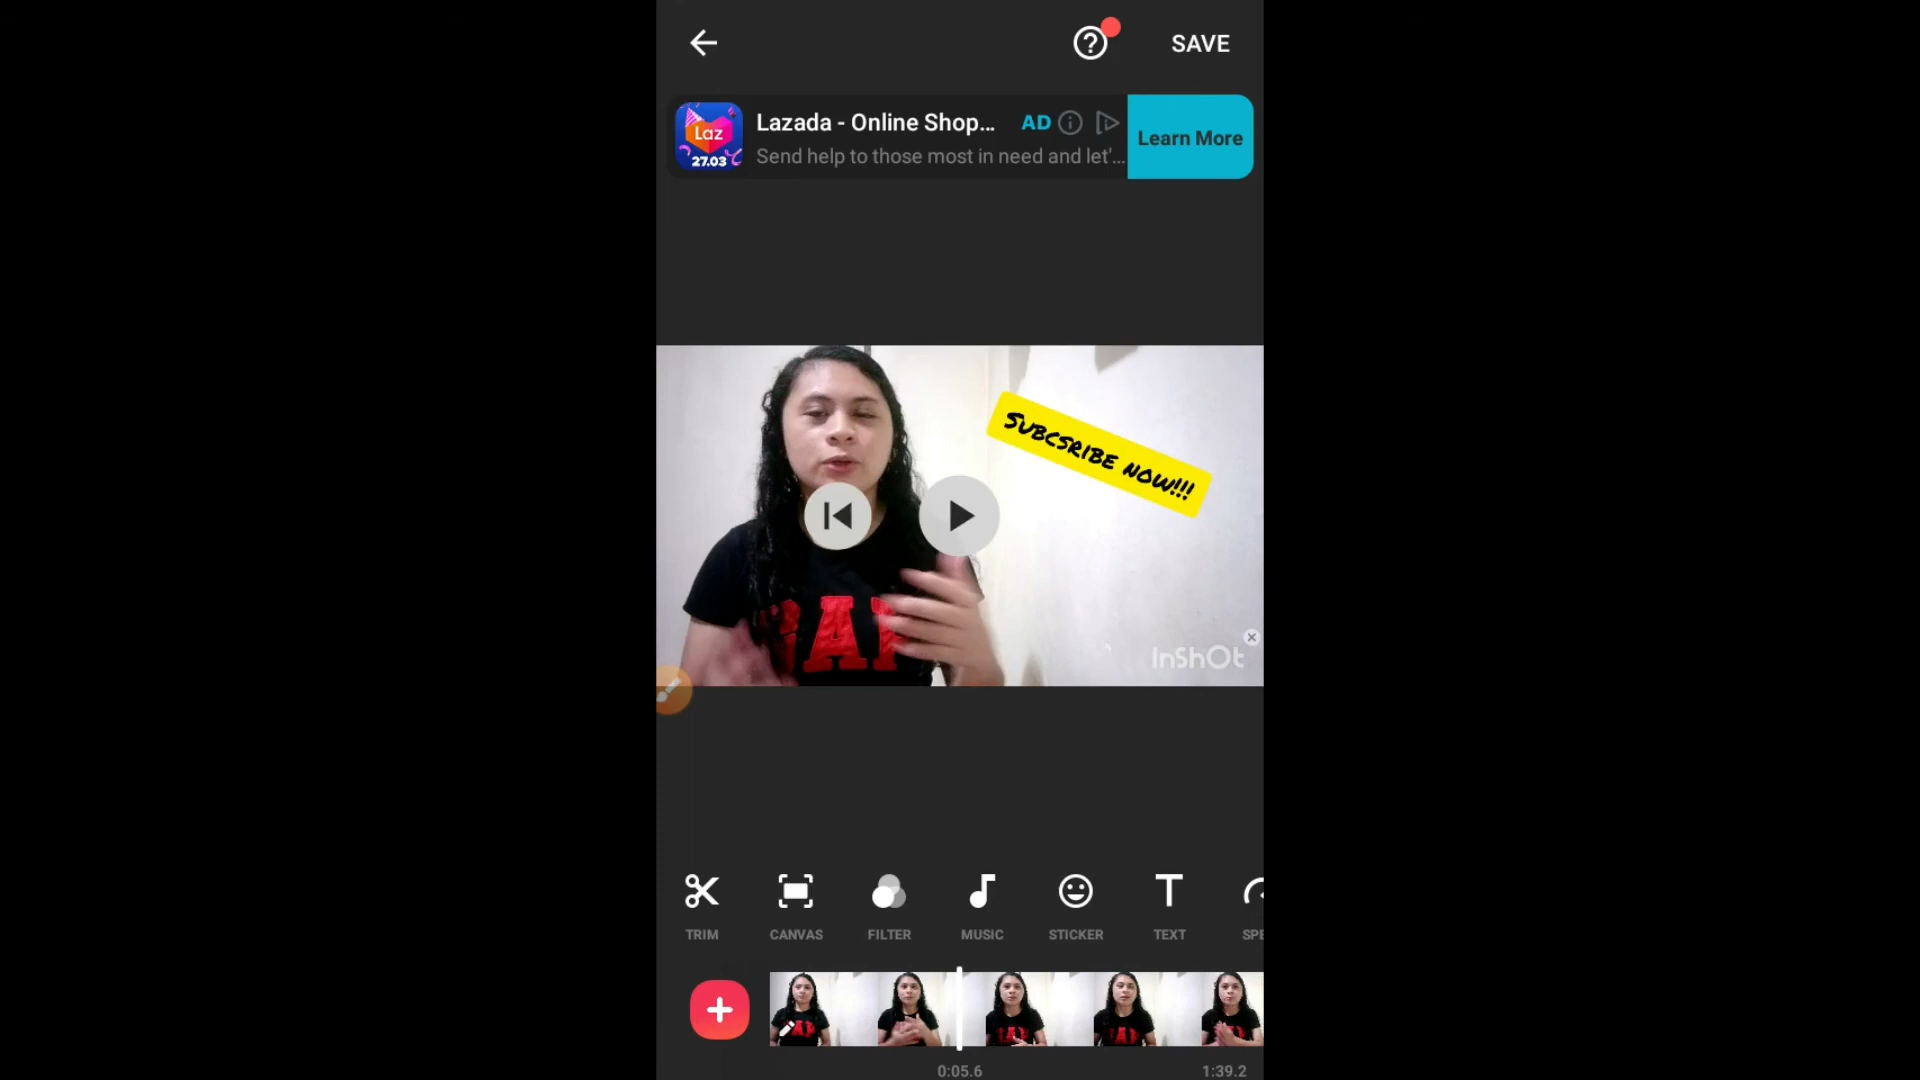 SAVE
Lazada - Online Shop... AD
Send help to those most in need and let'...
Learn More
Laz
27.03
SUBCSRIBE NOW!!!
GAP
InShOt
TRIM CANVAS FILTER MUSIC STICKER TEXT SPE
0:05.6 1:39.2